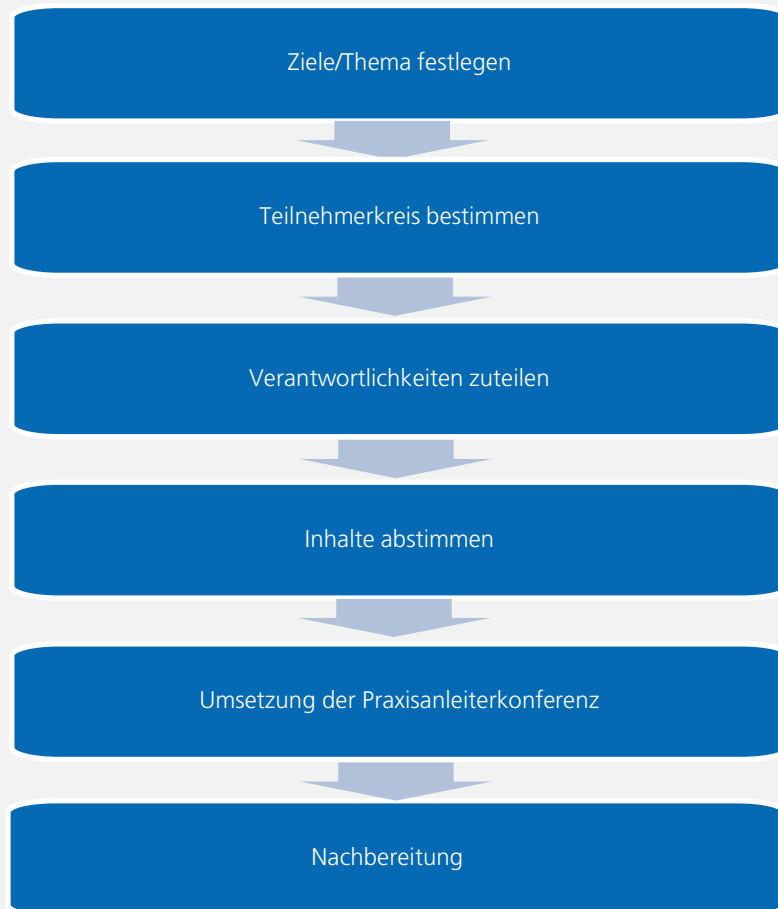 Ziele/Thema festlegen
Teilnehmerkreis bestimmen
Verantwortlichkeiten zuteilen
Inhalte abstimmen
Umsetzung der Praxisanleiterkonferenz
Nachbereitung